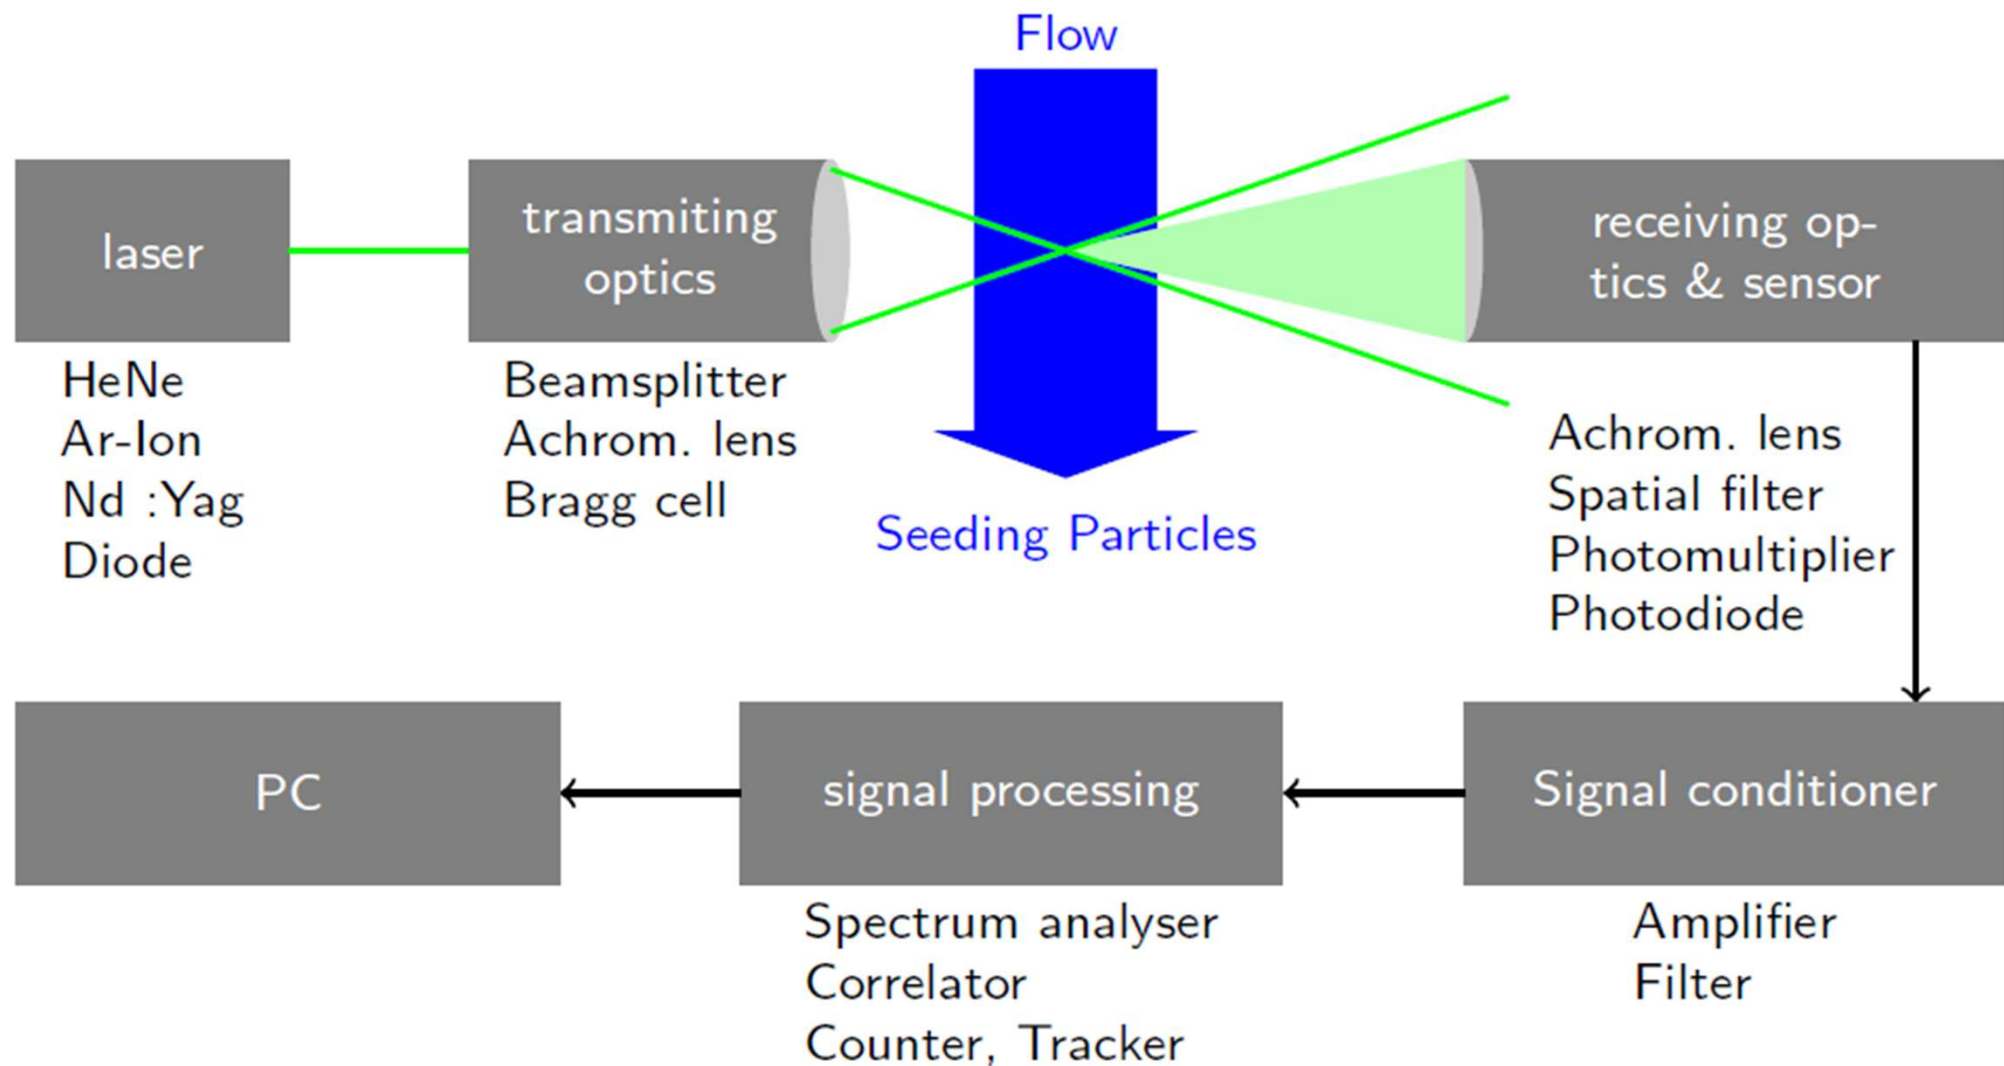 Flow
laser
transmiting
optics
receiving op-
tics & sensor
HeNe
Ar-Ion
Nd :Yag
Diode
Beamsplitter
Achrom. lens
Bragg cell
Seeding Particles
Achrom. lens
Spatial filter
Photomultiplier
Photodiode
PC
signal processing
Signal conditioner
Spectrum analyser
Correlator
Counter, Tracker
Amplifier
Filter